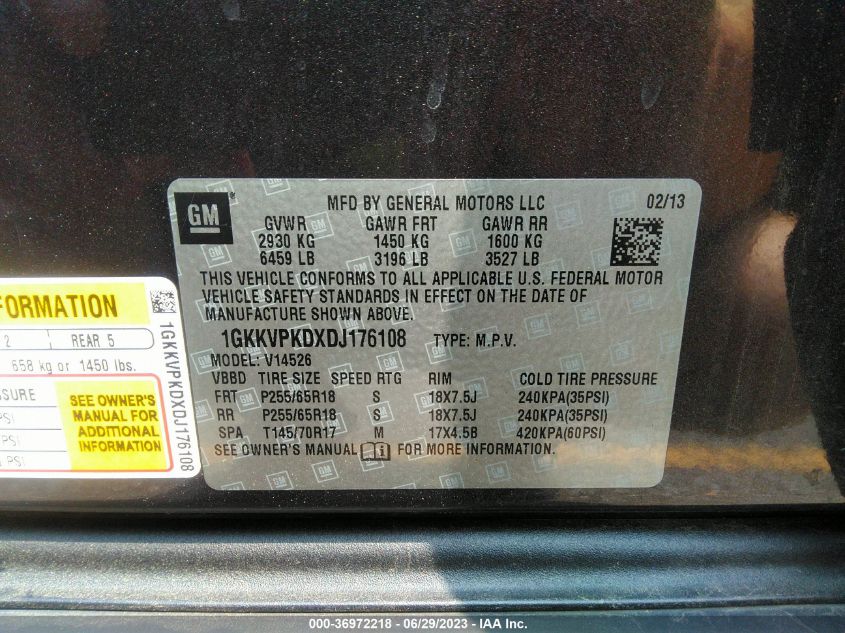 GM
MFD BY GENERAL MOTORS LLC 02/13
GVWR GAWR FRT GAWR RR
2930 KG 1450 KG 1600 KG
6459 LB 3196 LB 3527 LB
THIS VEHICLE CONFORMS TO ALL APPLICABLE U.S. FEDERAL MOTOR
VEHICLE SAFETY STANDARDS IN EFFECT ON THE DATE OF
MANUFACTURE SHOWN ABOVE.
1GKKVPKDXDJ176108 TYPE: M.P.V.
MODEL: V14526
VBBD TIRE SIZE SPEED RTG RIM COLD TIRE PRESSURE
FRT P255/65R18 S 18X7.5J 240KPA(35PSI)
RR P255/65R18 S 18X7.5J 240KPA(35PSI)
SPA T145/70R17 M 17X4.5B 420KPA(60PSI)
SEE OWNER'S MANUAL FOR MORE INFORMATION.
FORMATION
2 REAR 5
658 kg or 1450 lbs.
SSURE
PSI
PSI
PSI
SEE OWNER'S
MANUAL FOR
ADDITIONAL
INFORMATION
1GKKVPKDXDJ176108
000-36972218 - 06/29/2023 - IAA Inc.